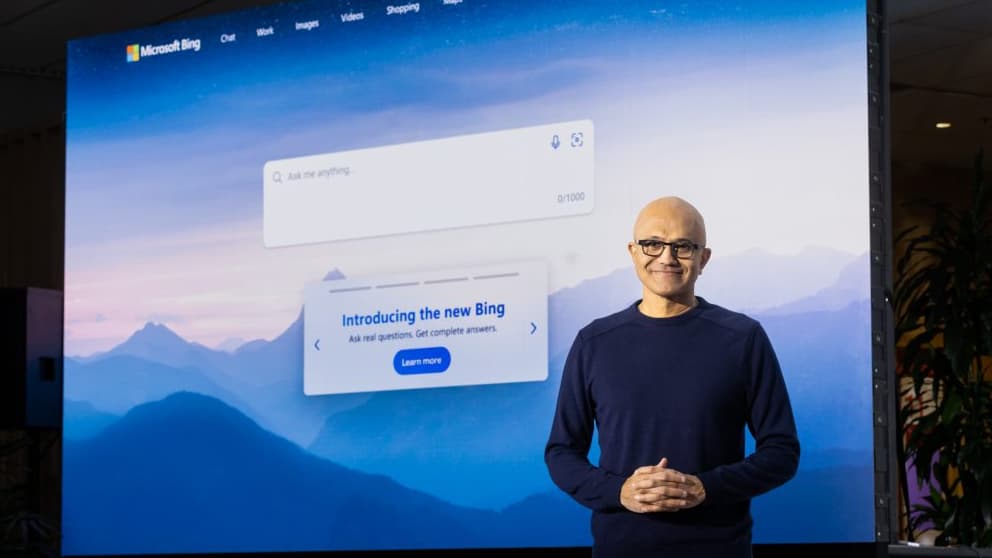 Microsoft Bing Chat Work Images Videos Shopping Maps
Ask me anything...
0/1000
Introducing the new Bing
Ask real questions. Get complete answers.
Learn more